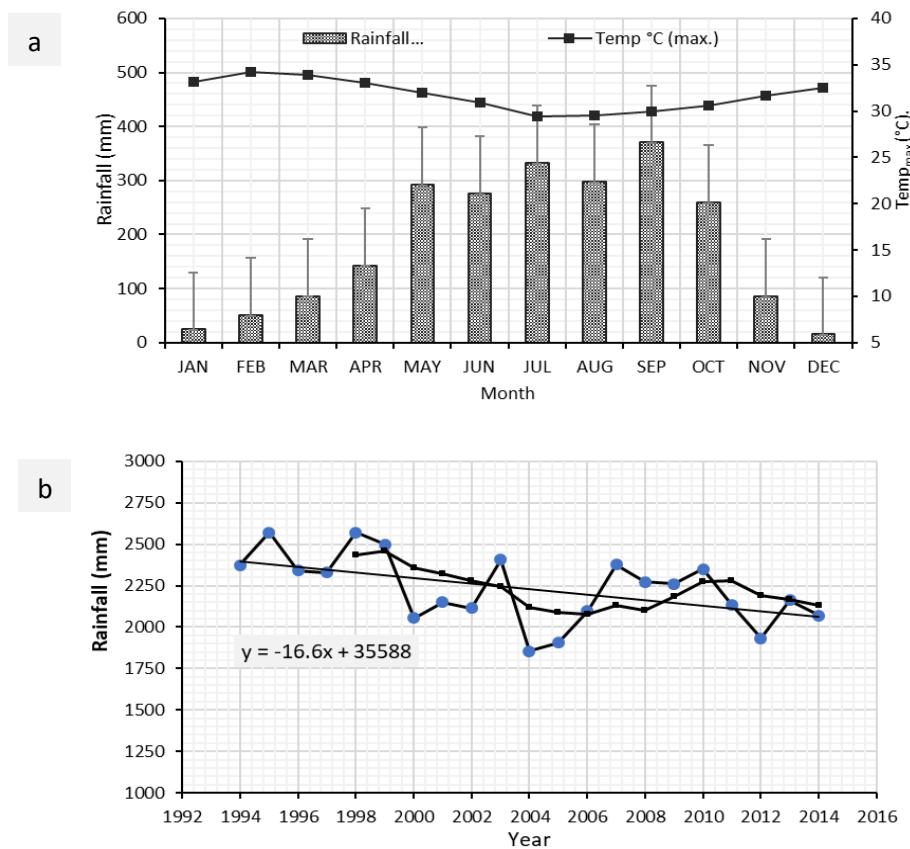 a
Rainfall... Temp °C (max.)
Rainfall (mm)
600
500
400
300
200
100
0
40
35
30
25
20
15
10
5
Temp max (°C).
JAN FEB MAR APR MAY JUN JUL AUG SEP OCT NOV DEC
Month
b
Rainfall (mm)
3000
2750
2500
2250
2000
1750
1500
1250
1000
y = -16.6x + 35588
1992 1994 1996 1998 2000 2002 2004 2006 2008 2010 2012 2014 2016
Year